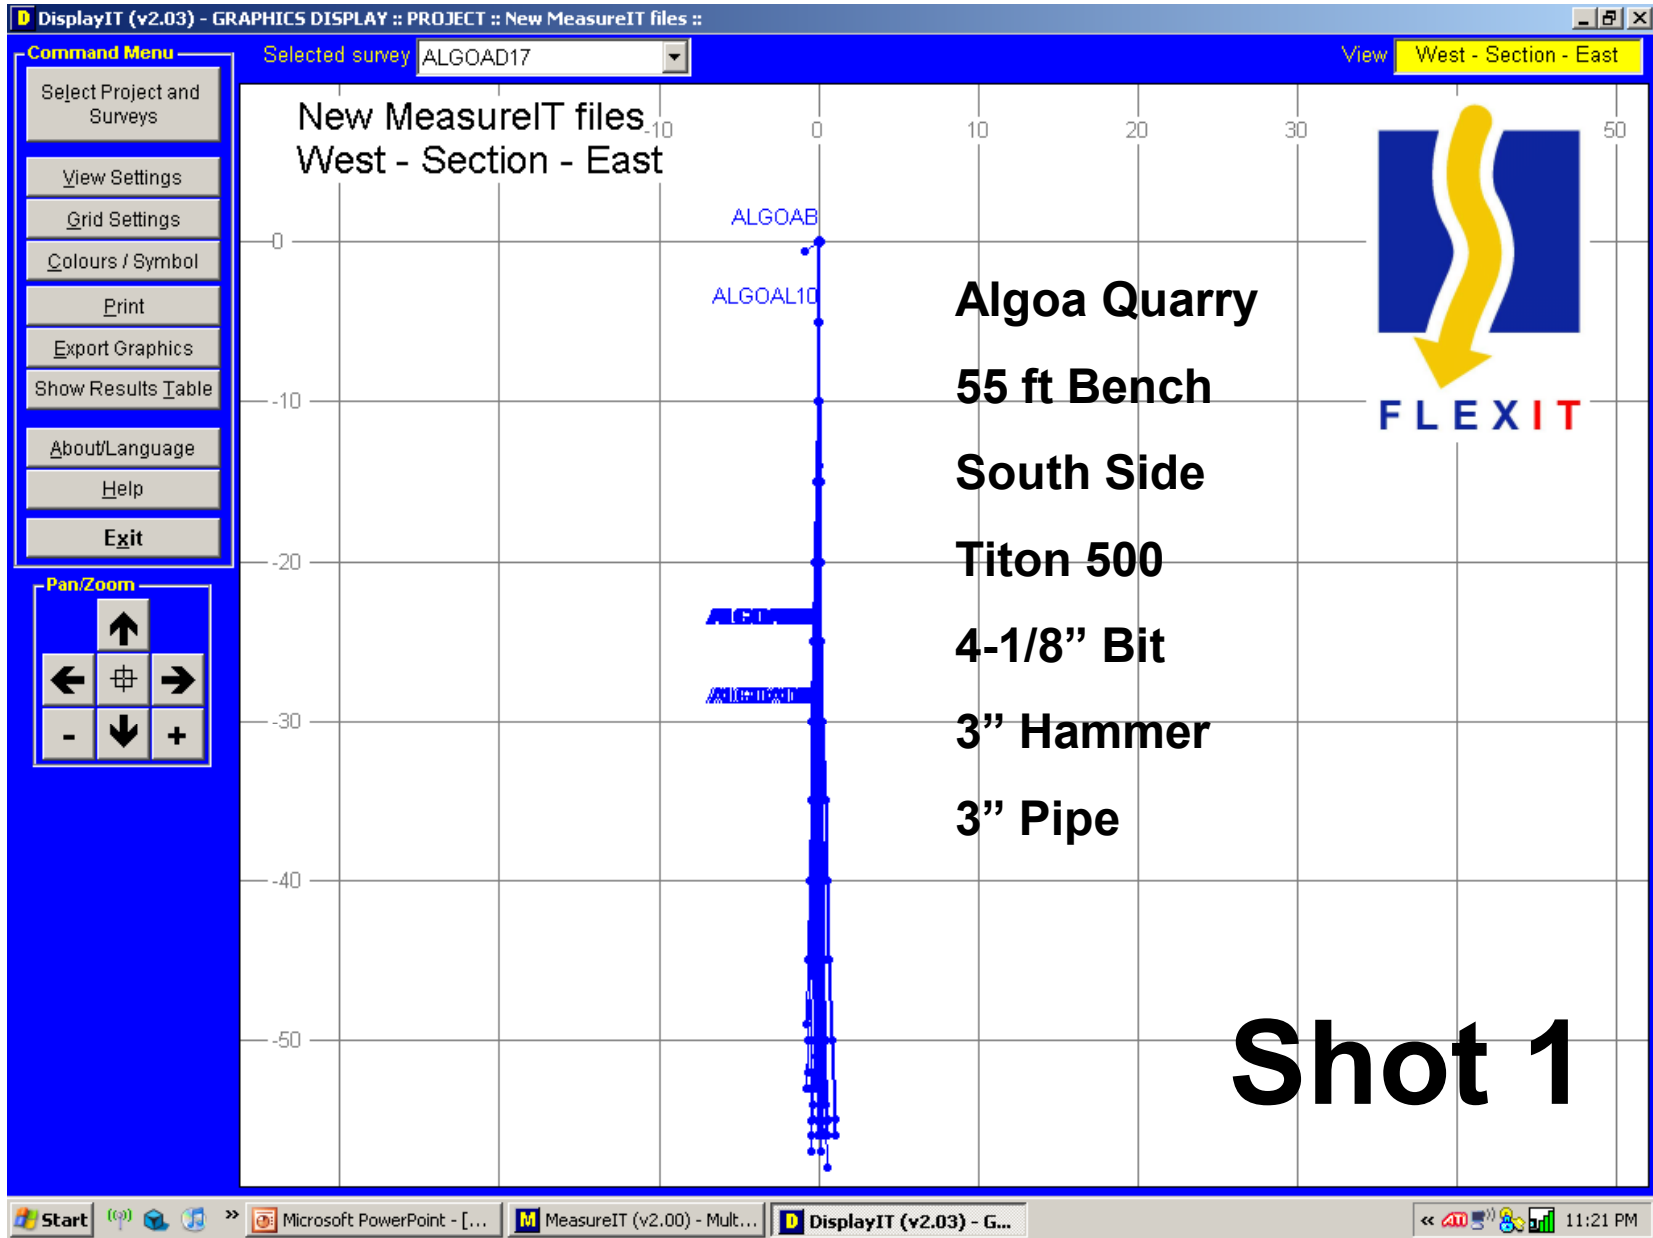 DisplayIT (v2.03) - GRAPHICS DISPLAY :: PROJECT :: New MeasureIT files ::
Command Menu
Select Project and
Surveys
View Settings
Grid Settings
Colours / Symbol
Print
Export Graphics
Show Results Table
About/Language
Help
Exit
Pan/Zoom
-
+
Selected survey ALGOAD17
View West - Section - East
New MeasureIT files
West - Section - East
-10 0 10 20 30 50
0
-10
-20
-30
-40
-50
ALGOAB
ALGOAL10
Algoa Quarry
55 ft Bench
South Side
Titon 500
4-1/8” Bit
3” Hammer
3” Pipe
FLEXIT
Shot 1
Start
»
Microsoft PowerPoint - [...
MeasureIT (v2.00) - Mult...
DisplayIT (v2.03) - G...
«
11:21 PM